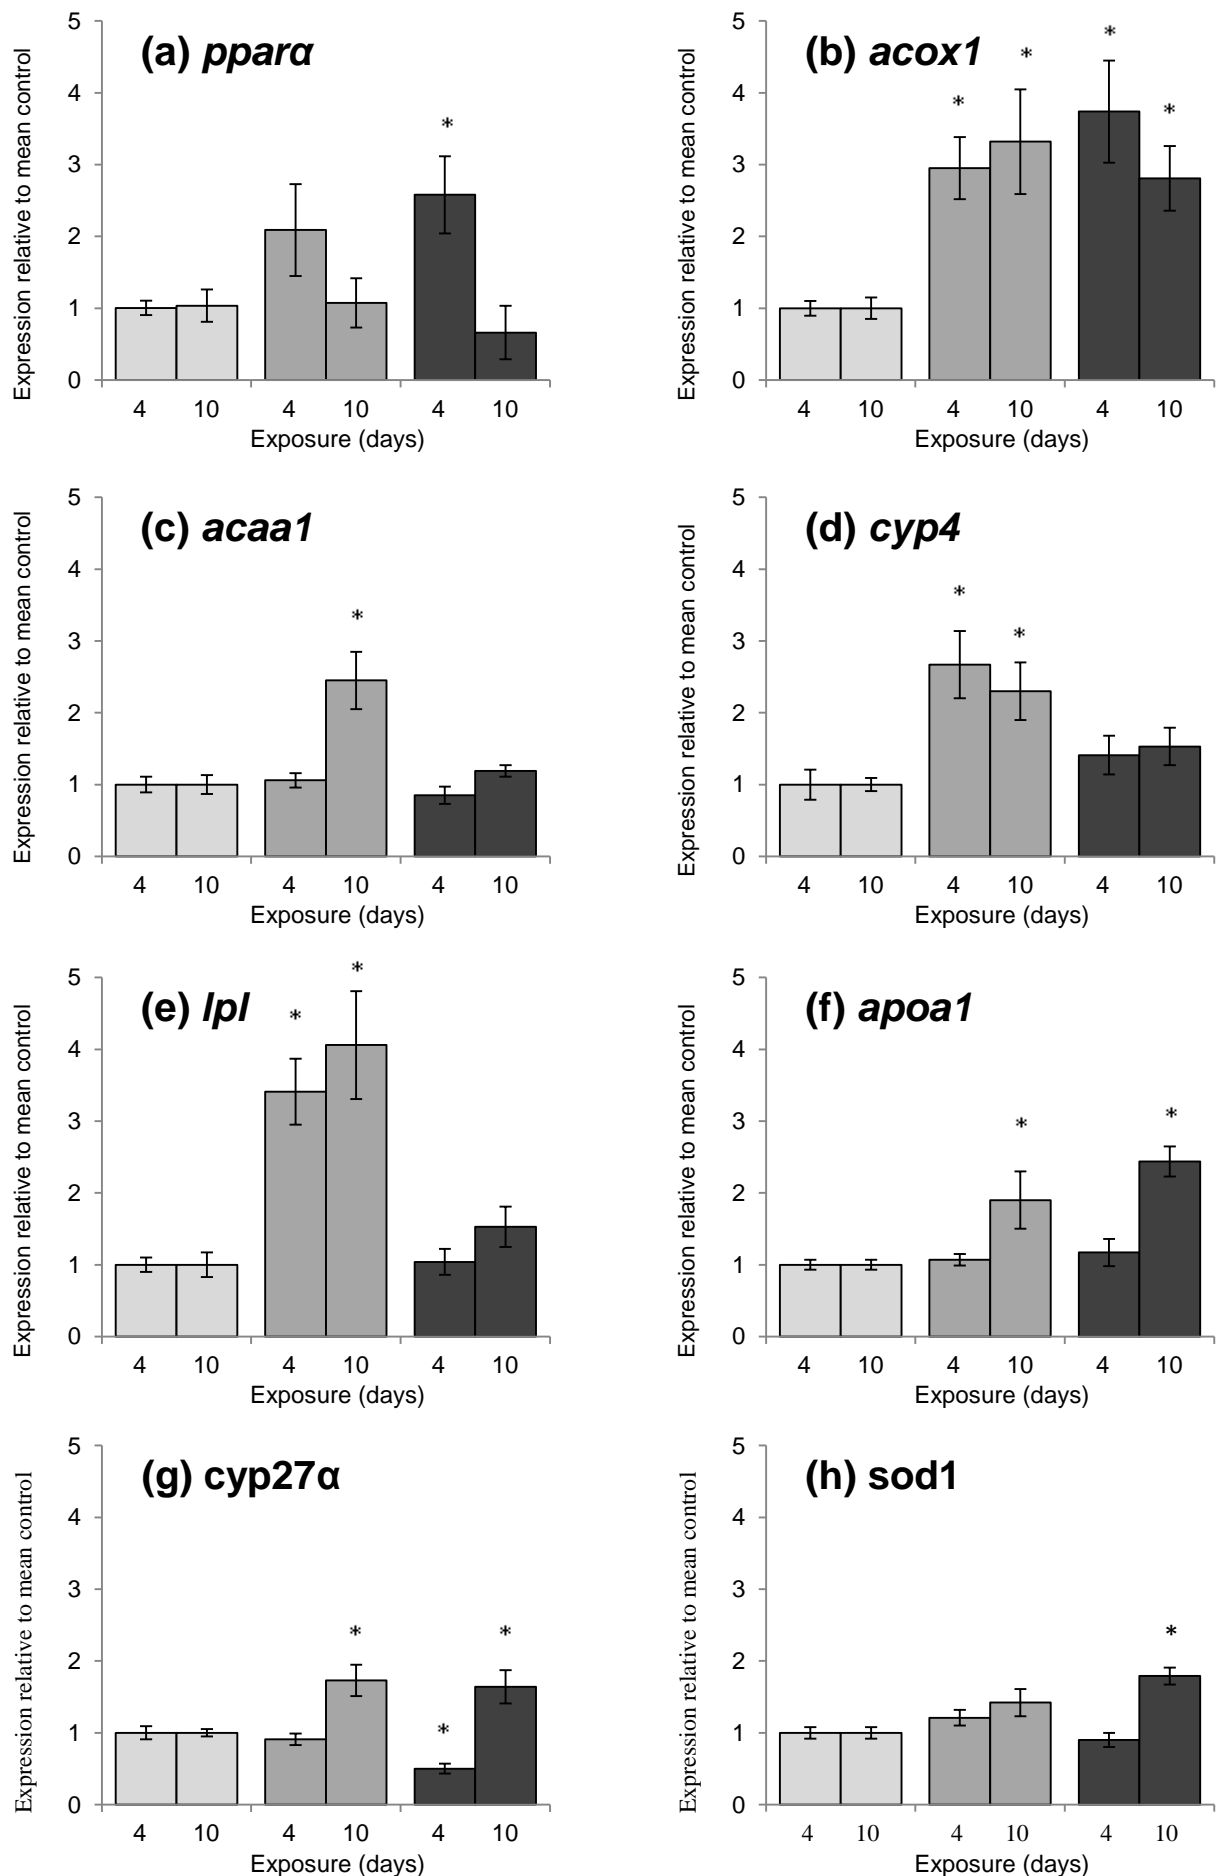 (a) pparα
Expression relative to mean control
5
4
3
2
1
0
*
4 10 4 10 4 10
Exposure (days)
(b) acox1
Expression relative to mean control
5
4
3
2
1
0
* * * *
4 10 4 10 4 10
Exposure (days)
(c) acaa1
Expression relative to mean control
5
4
3
2
1
0
*
4 10 4 10 4 10
Exposure (days)
(d) cyp4
Expression relative to mean control
5
4
3
2
1
0
* *
4 10 4 10 4 10
Exposure (days)
(e) lpl
Expression relative to mean control
5
4
3
2
1
0
* *
4 10 4 10 4 10
Exposure (days)
(f) apoa1
Expression relative to mean control
5
4
3
2
1
0
* *
4 10 4 10 4 10
Exposure (days)
(g) cyp27α
Expression relative to mean control
5
4
3
2
1
0
* * *
4 10 4 10 4 10
Exposure (days)
(h) sod1
Expression relative to mean control
5
4
3
2
1
0
*
4 10 4 10 4 10
Exposure (days)